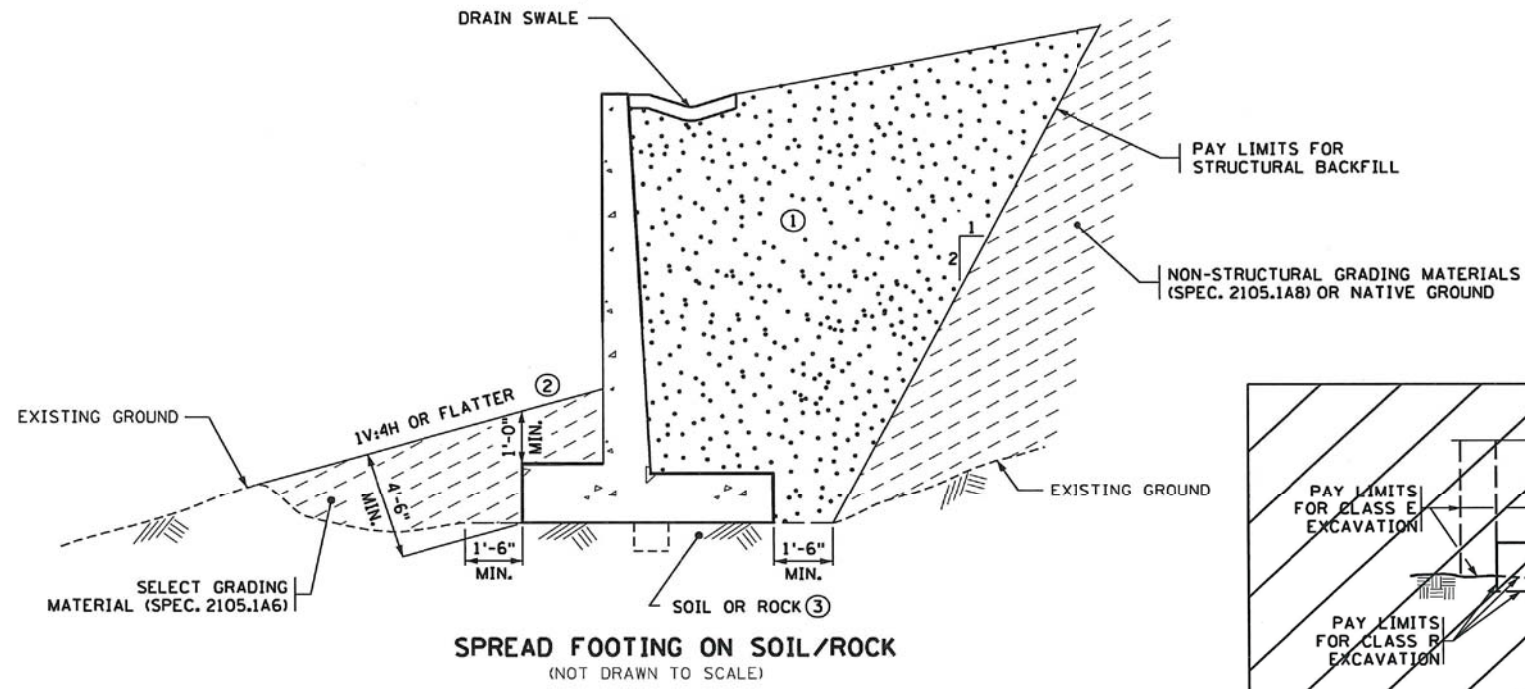 DRAIN SWALE
PAY LIMITS FOR
STRUCTURAL BACKFILL
①
1
2
NON-STRUCTURAL GRADING MATERIALS
(SPEC. 2105.1A8) OR NATIVE GROUND
EXISTING GROUND
1V:4H OR FLATTER ②
1'-0"
MIN.
4'-6"
MIN.
EXISTING GROUND
1'-6"
MIN.
1'-6"
MIN.
SELECT GRADING
MATERIAL (SPEC. 2105.1A6)
SOIL OR ROCK ③
SPREAD FOOTING ON SOIL/ROCK
(NOT DRAWN TO SCALE)
PAY LIMITS
FOR CLASS E
EXCAVATION
PAY LIMITS
FOR CLASS R
EXCAVATION